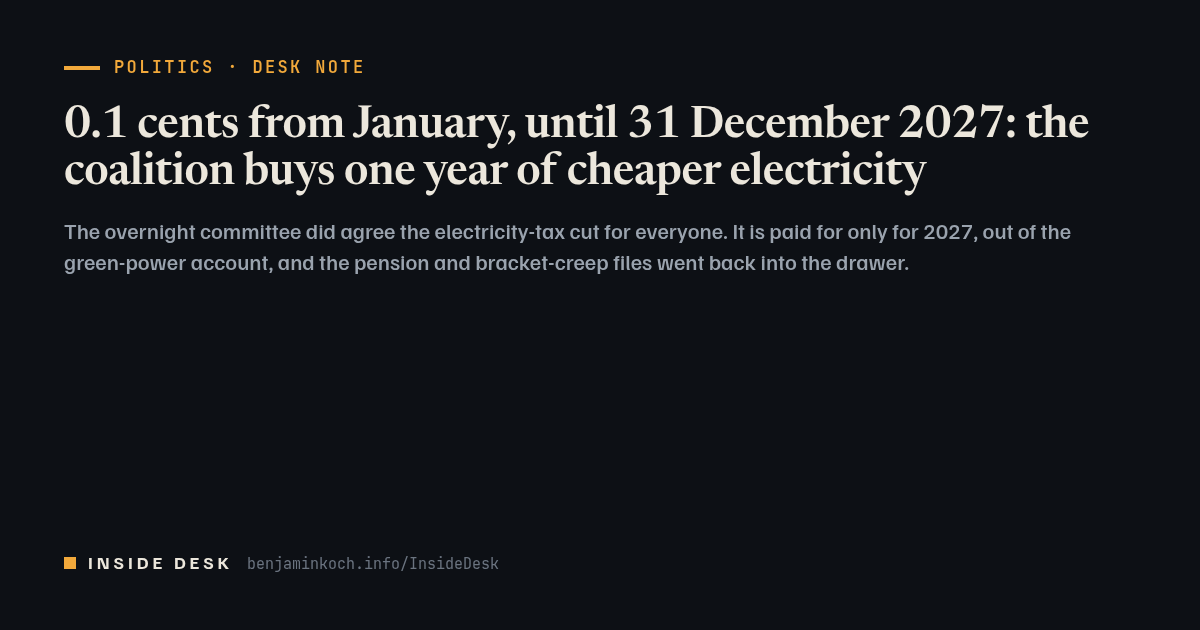 POLITICS · DESK NOTE
0.1 cents from January, until 31 December 2027: the
coalition buys one year of cheaper electricity
The overnight committee did agree the electricity-tax cut for everyone. It is paid for only for 2027, out of the
green-power account, and the pension and bracket-creep files went back into the drawer.
INSIDE DESK benjaminkoch.info/InsideDesk